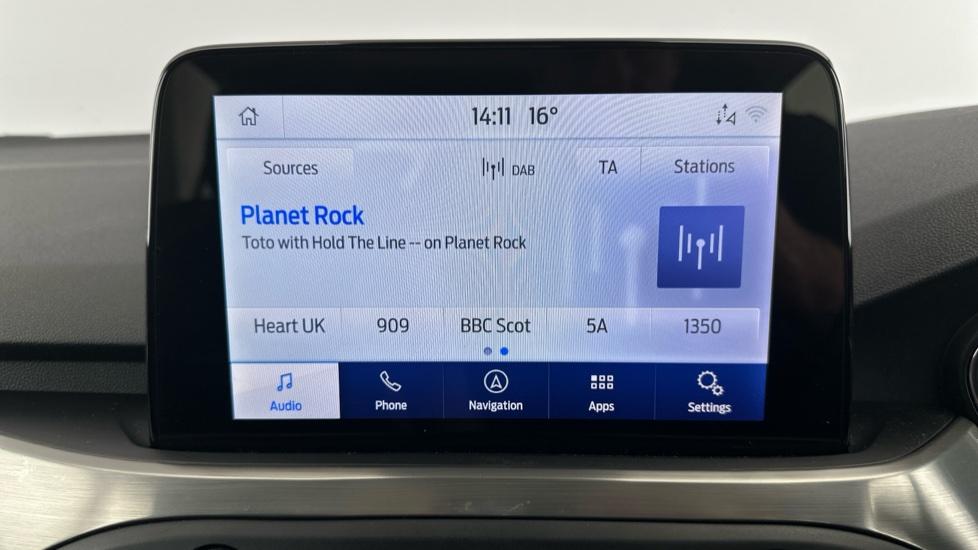 14:11 16°
Sources DAB TA Stations
Planet Rock
Toto with Hold The Line -- on Planet Rock
Heart UK 909 BBC Scot 5A 1350
Audio Phone Navigation Apps Settings